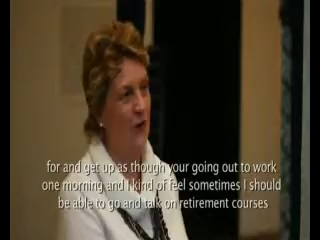 for and get up as though your going out to work
one morning and I kind of feel sometimes I should
be able to go and talk on retirement courses